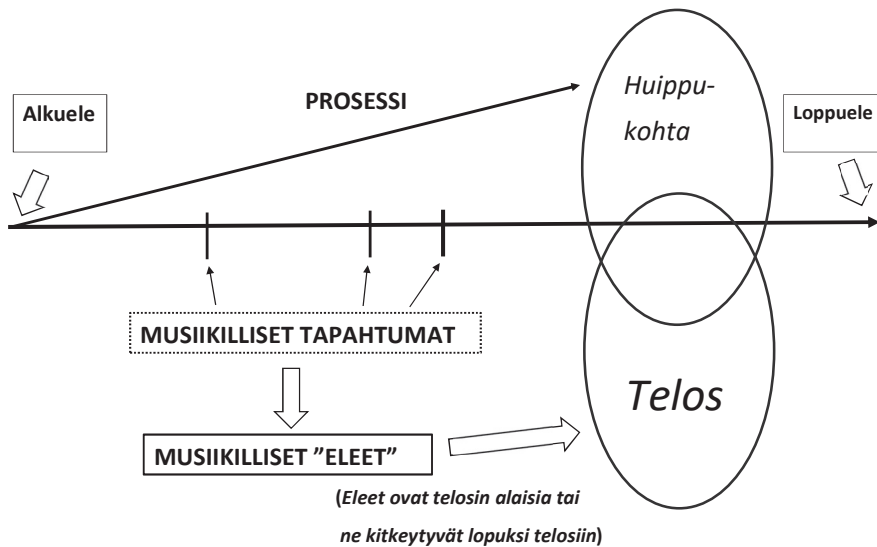 Alkuele
PROSESSI
Huippu-
kohta
Loppuele
MUSIIKILLISET TAPAHTUMAT
Telos
MUSIIKILLISET ”ELEET”
(Eleet ovat telosin alaisia tai
ne kitkeytyvät lopuksi telosiin)